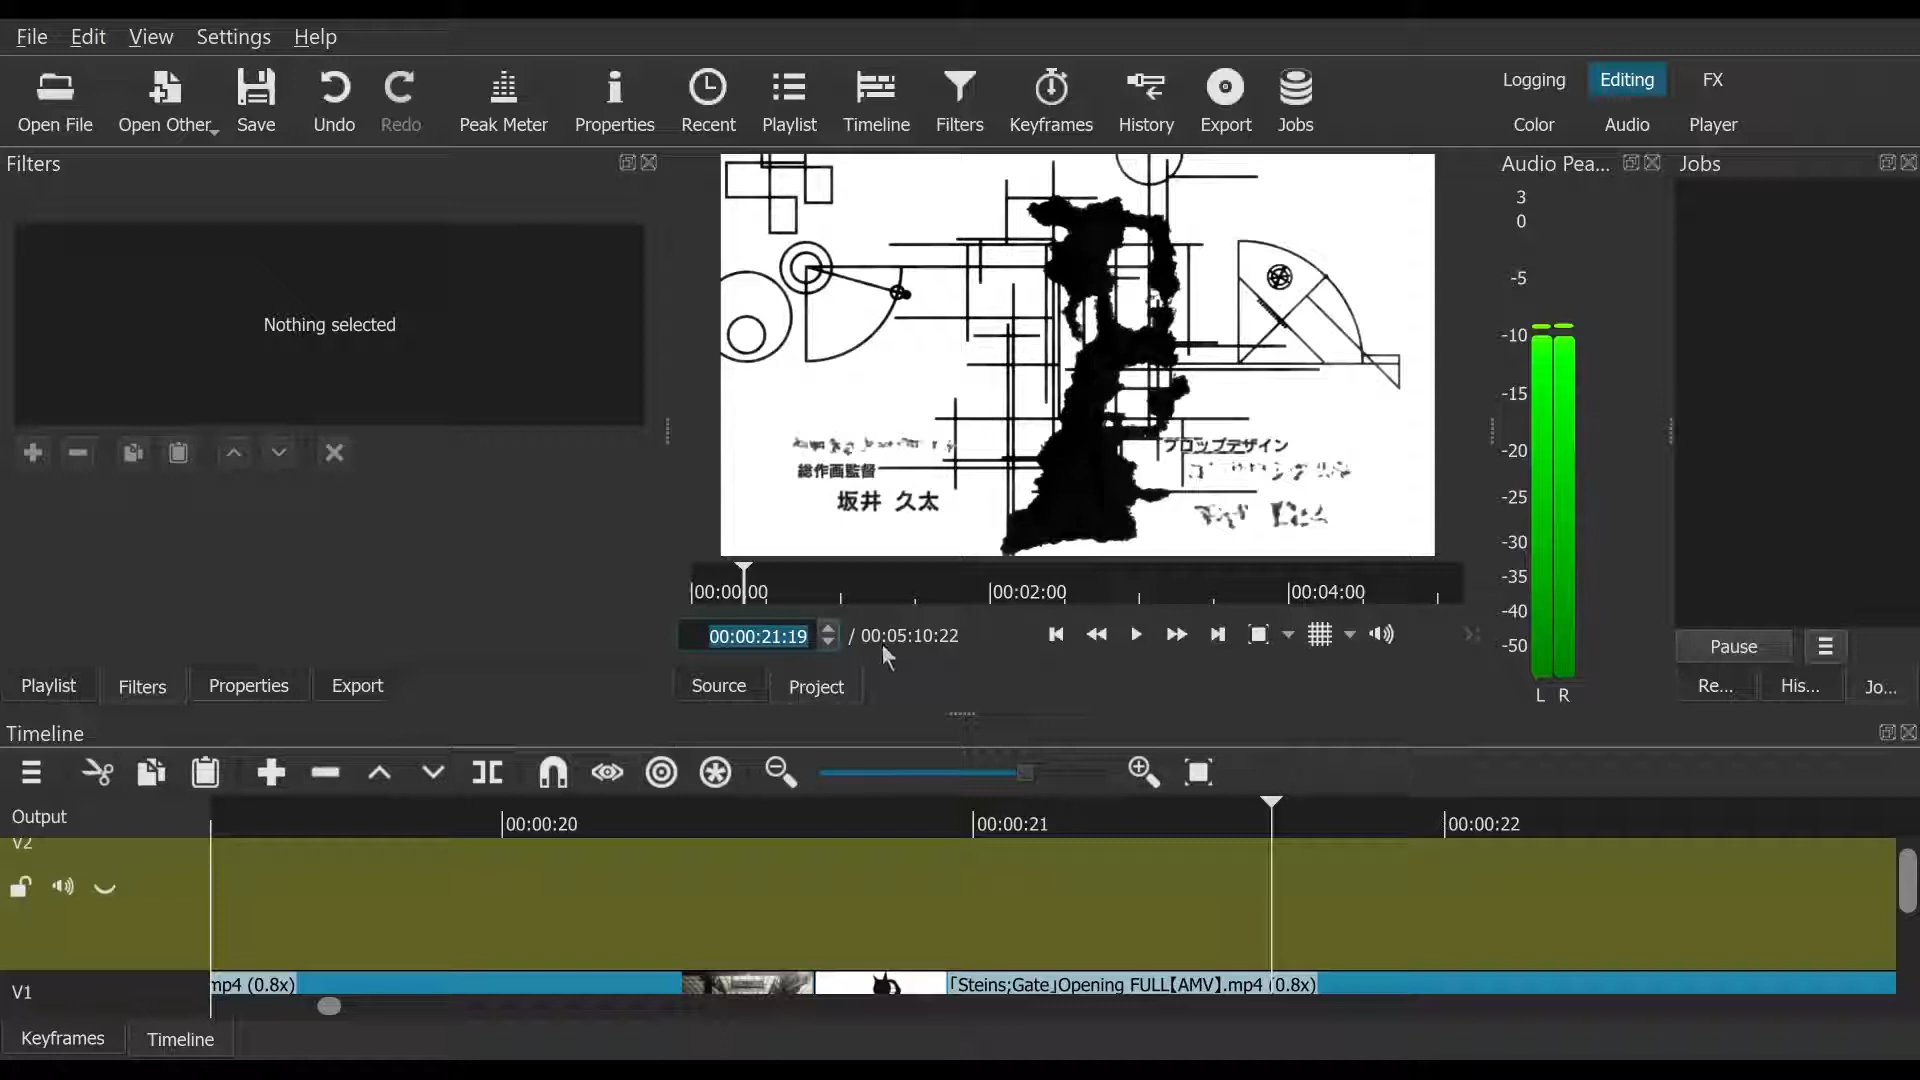 File Edit View Settings Help
Open File Open Other... Save Undo Redo Peak Meter Properties Recent Playlist Timeline Filters Keyframes History Export Jobs
Logging Editing FX
Color Audio Player
Filters
Audio Pea...
Jobs
Nothing selected
3
0
-5
-10
-15
-20
-25
-30
-35
-40
-50
L R
総作画監督
坂井 久太
プロップデザイン
00:02:00 00:04:00
00:00:21:19 / 00:05:10:22
Pause
Playlist Filters Properties Export
Source Project
Re... His... Jo...
Timeline
Output
00:00:20 00:00:21 00:00:22
V2
V1
mp4 (0.8x)
「Steins;Gate」Opening FULL【AMV】.mp4 (0.8x)
Keyframes Timeline